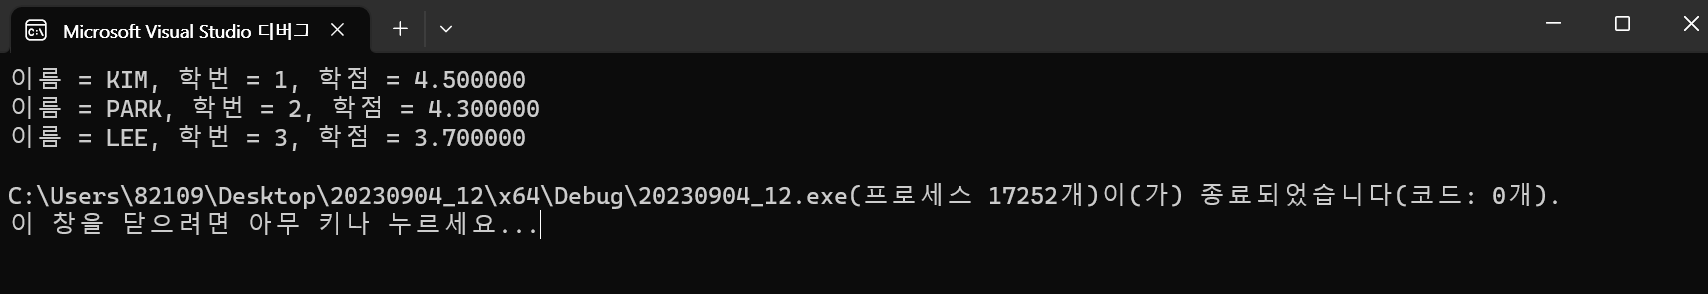 Microsoft Visual Studio 디버그
이름 = KIM, 학번 = 1, 학점 = 4.500000
이름 = PARK, 학번 = 2, 학점 = 4.300000
이름 = LEE, 학번 = 3, 학점 = 3.700000
C:\Users\82109\Desktop\20230904_12\x64\Debug\20230904_12.exe(프로세스 17252개)이(가) 종료되었습니다(코드: 0개).
이 창을 닫으려면 아무 키나 누르세요...